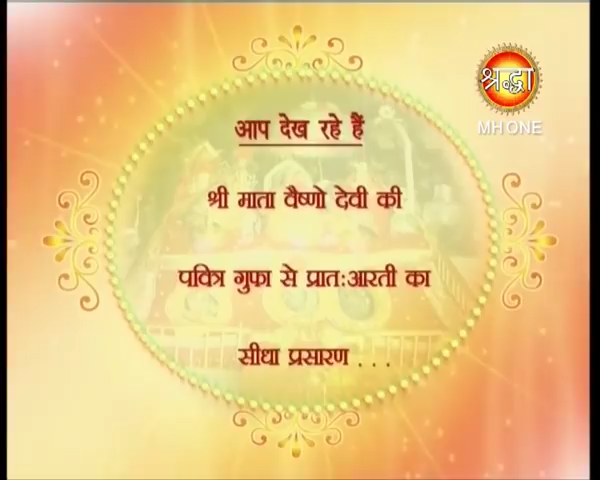 श्रद्धा
MH ONE
आप देख रहे हैं
श्री माता वैष्णो देवी की
पवित्र गुफा से प्रातःआरती का
सीधा प्रसारण . . .